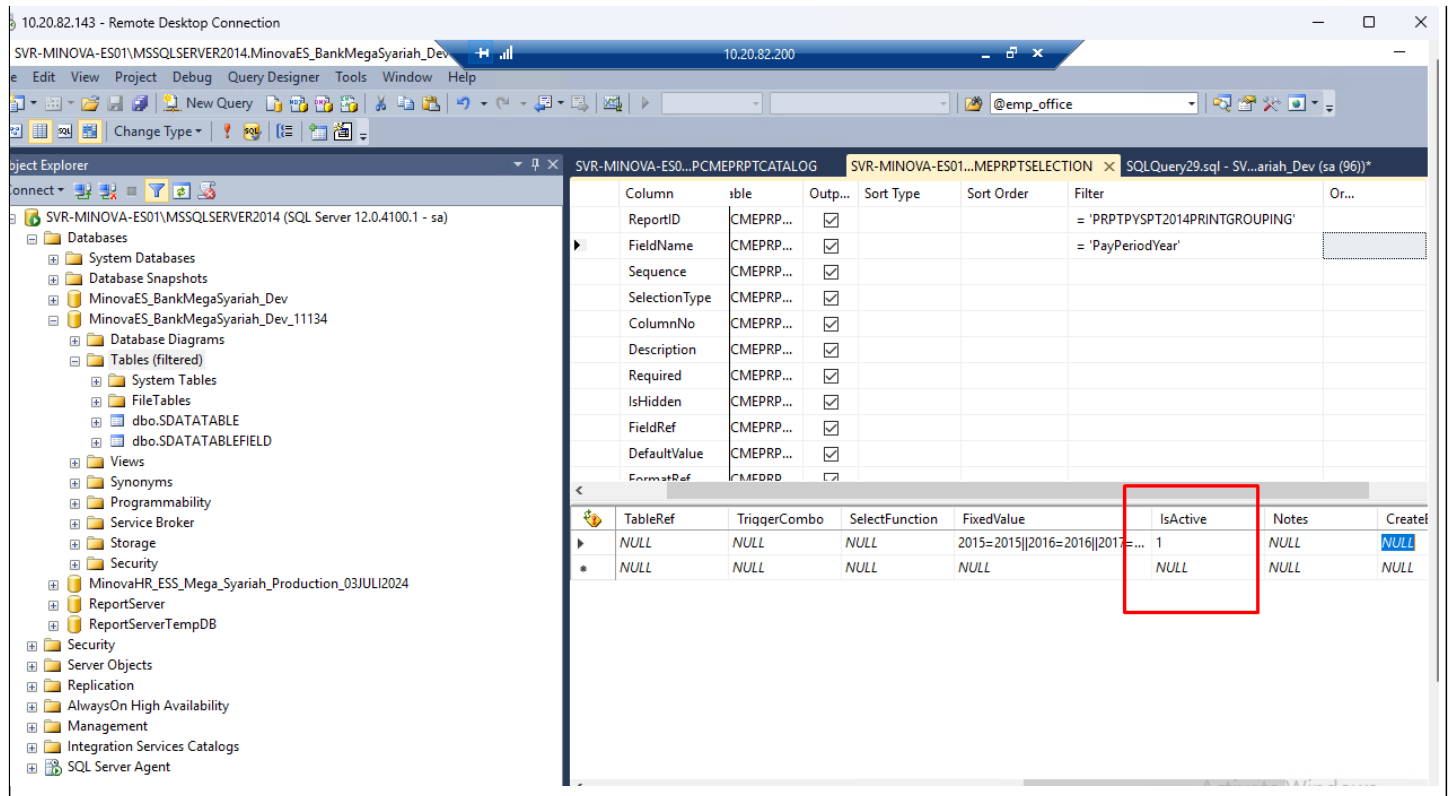 10.20.82.143 - Remote Desktop Connection
SVR-MINOVA-ES01\MSSQLSERVER2014.MinovaES_BankMegaSyariah_Dev
10.20.82.200
e Edit View Project Debug Query Designer Tools Window Help
New Query
@emp_office
Change Type
bject Explorer
SVR-MINOVA-ES0...PCMEPRPTCATALOG
SVR-MINOVA-ES01...MEPRPTSELECTION
SQLQuery29.sql - SV...ariah_Dev (sa (96))*
Connect
SVR-MINOVA-ES01\MSSQLSERVER2014 (SQL Server 12.0.4100.1 - sa)
Databases
System Databases
Database Snapshots
MinovaES_BankMegaSyariah_Dev
MinovaES_BankMegaSyariah_Dev_11134
Database Diagrams
Tables (filtered)
System Tables
FileTables
dbo.SDATATABLE
dbo.SDATATABLEFIELD
Views
Synonyms
Programmability
Service Broker
Storage
Security
MinovaHR_ESS_Mega_Syariah_Production_03JULI2024
ReportServer
ReportServerTempDB
Security
Server Objects
Replication
AlwaysOn High Availability
Management
Integration Services Catalogs
SQL Server Agent
Column able Outp... Sort Type Sort Order Filter Or...
ReportID CMEPRP... = 'PRPTPYSPT2014PRINTGROUPING'
FieldName CMEPRP... = 'PayPeriodYear'
Sequence CMEPRP...
SelectionType CMEPRP...
ColumnNo CMEPRP...
Description CMEPRP...
Required CMEPRP...
IsHidden CMEPRP...
FieldRef CMEPRP...
DefaultValue CMEPRP...
FormatRef CMEPRP
TableRef TriggerCombo SelectFunction FixedValue IsActive Notes CreateB
NULL NULL NULL 2015=2015||2016=2016||2017=... 1 NULL NULL
NULL NULL NULL NULL NULL NULL NULL
Activate Windows